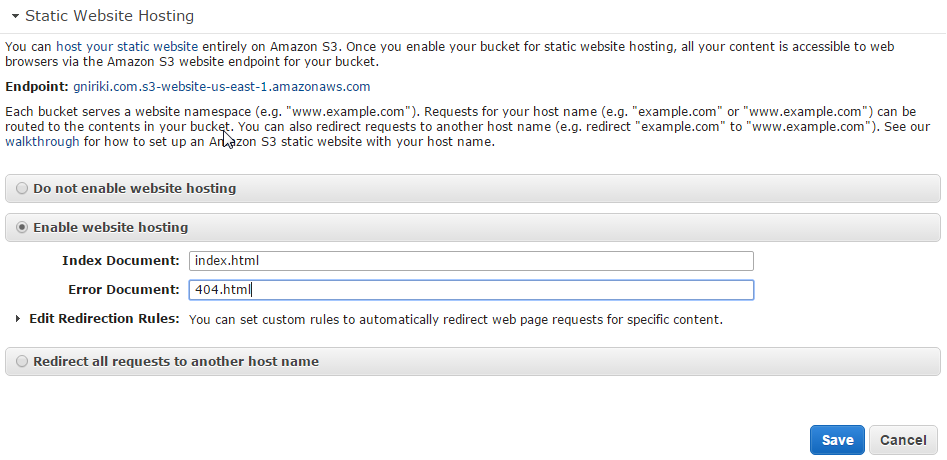 Static Website Hosting
You can host your static website entirely on Amazon S3. Once you enable your bucket for static website hosting, all your content is accessible to web
browsers via the Amazon S3 website endpoint for your bucket.
Endpoint: gniriki.com.s3-website-us-east-1.amazonaws.com
Each bucket serves a website namespace (e.g. "www.example.com"). Requests for your host name (e.g. "example.com" or "www.example.com") can be
routed to the contents in your bucket. You can also redirect requests to another host name (e.g. redirect "example.com" to "www.example.com"). See our
walkthrough for how to set up an Amazon S3 static website with your host name.
Do not enable website hosting
Enable website hosting
Index Document: index.html
Error Document: 404.html
Edit Redirection Rules: You can set custom rules to automatically redirect web page requests for specific content.
Redirect all requests to another host name
Save Cancel